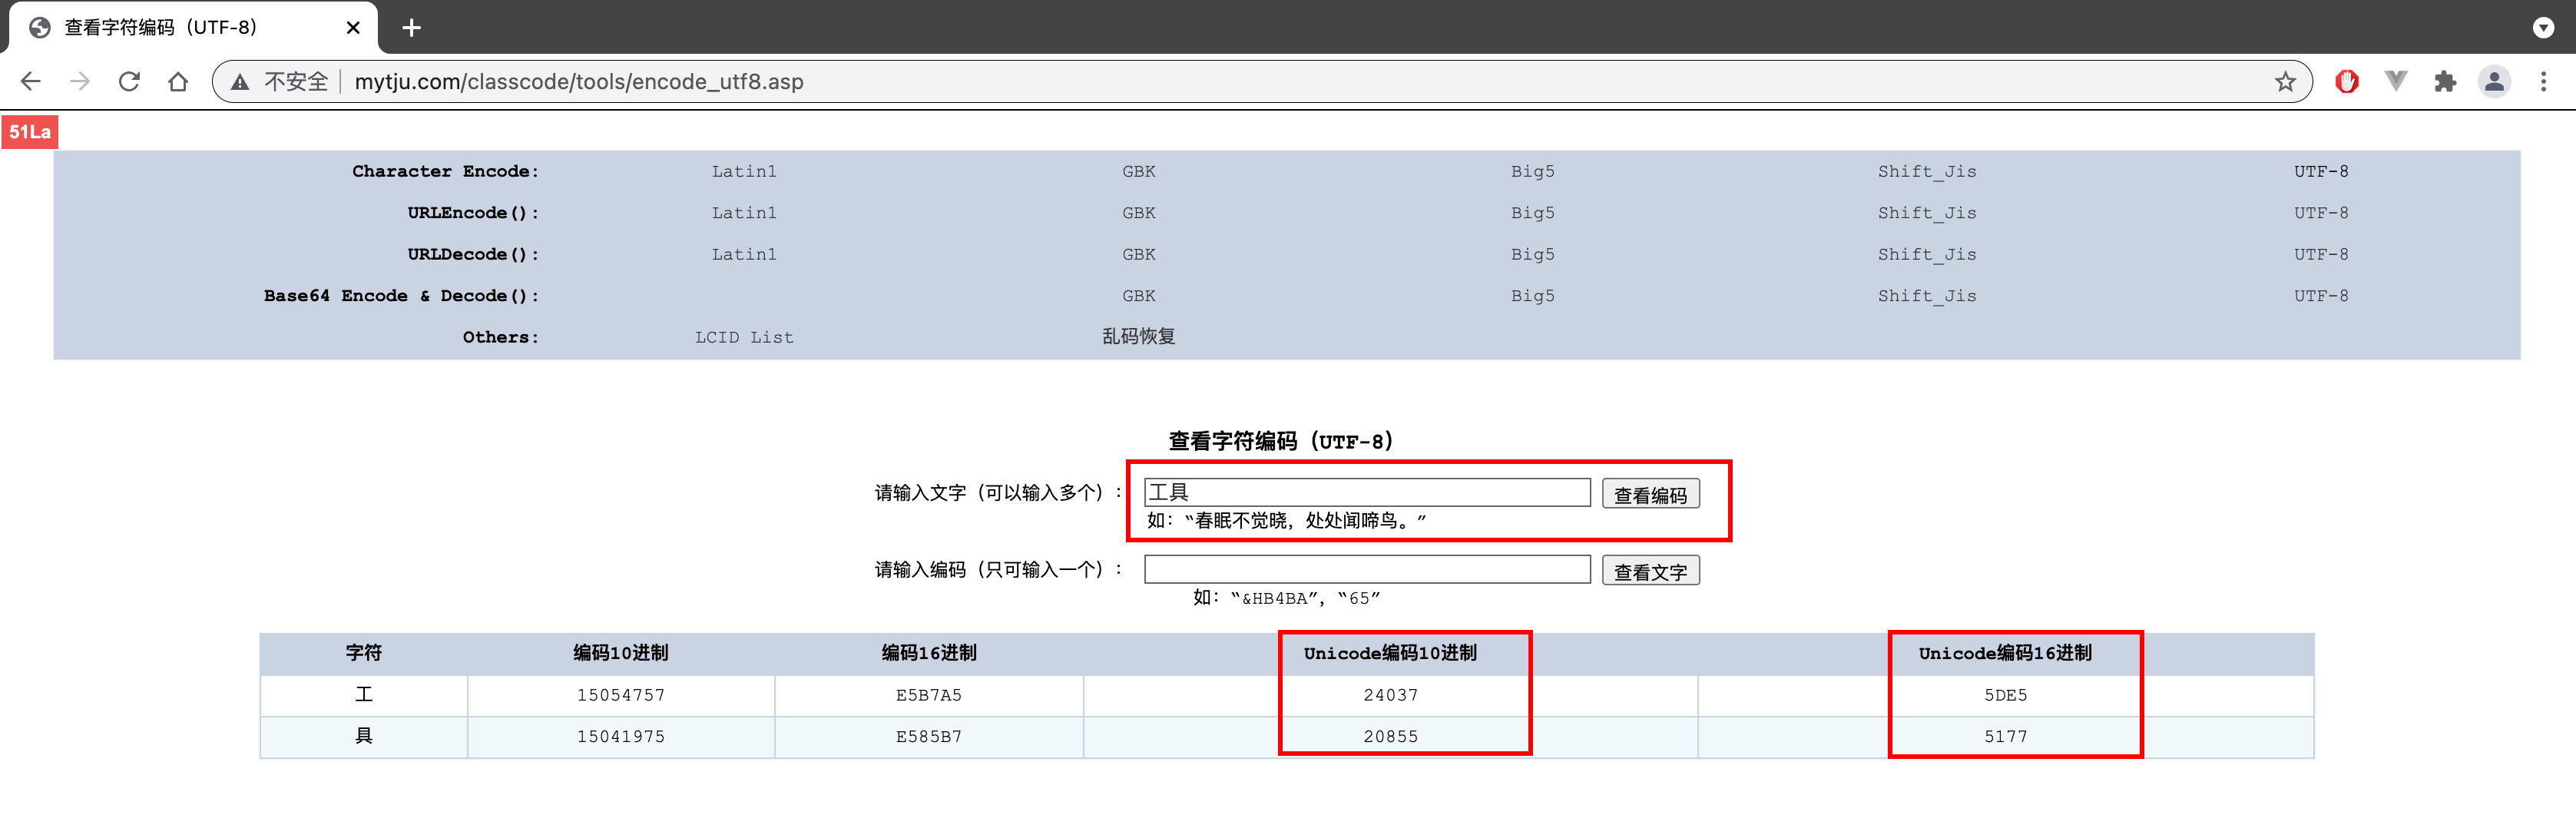 查看字符编码（UTF-8）
不安全 mytju.com/classcode/tools/encode_utf8.asp
51La
Character Encode: Latin1 GBK Big5 Shift_Jis UTF-8
URLEncode(): Latin1 GBK Big5 Shift_Jis UTF-8
URLDecode(): Latin1 GBK Big5 Shift_Jis UTF-8
Base64 Encode & Decode(): GBK Big5 Shift_Jis UTF-8
Others: LCID List 乱码恢复
查看字符编码（UTF-8）
请输入文字（可以输入多个）： 工具 查看编码
如：“春眠不觉晓，处处闻啼鸟。”
请输入编码（只可输入一个）： 查看文字
如：“&HB4BA”，“65”
字符 编码10进制 编码16进制 Unicode编码10进制 Unicode编码16进制
工 15054757 E5B7A5 24037 5DE5
具 15041975 E585B7 20855 5177